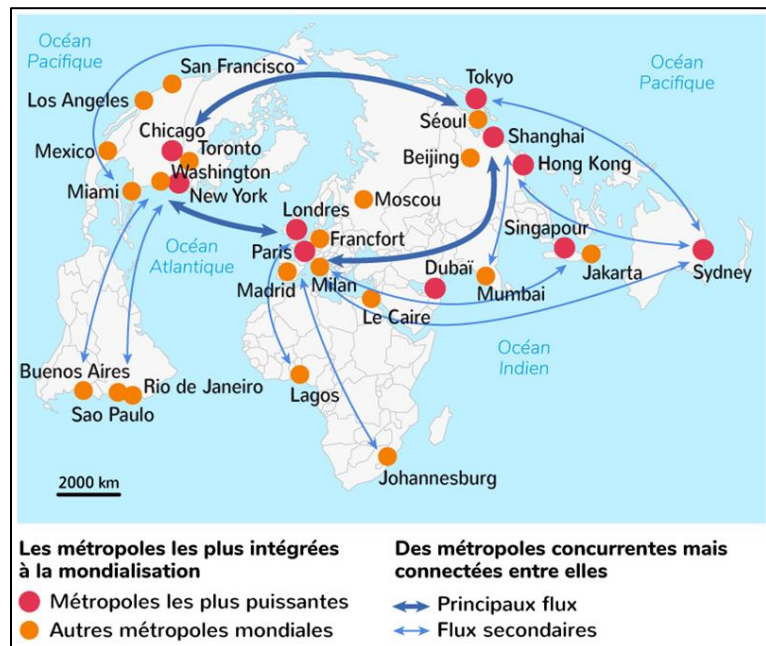 Océan
Pacifique
San Francisco
Los Angeles
Chicago
Toronto
Mexico
Washington
Miami
New York
Océan
Atlantique
Londres
Paris
Francfort
Madrid
Milan
Moscou
Le Caire
Dubaï
Tokyo
Séoul
Shanghai
Beijing
Hong Kong
Océan
Pacifique
Singapour
Jakarta
Mumbai
Sydney
Océan
Indien
Buenos Aires
Rio de Janeiro
Sao Paulo
Lagos
Johannesburg
2000 km
Les métropoles les plus intégrées
à la mondialisation
Métropoles les plus puissantes
Autres métropoles mondiales
Des métropoles concurrentes mais
connectées entre elles
Principaux flux
Flux secondaires